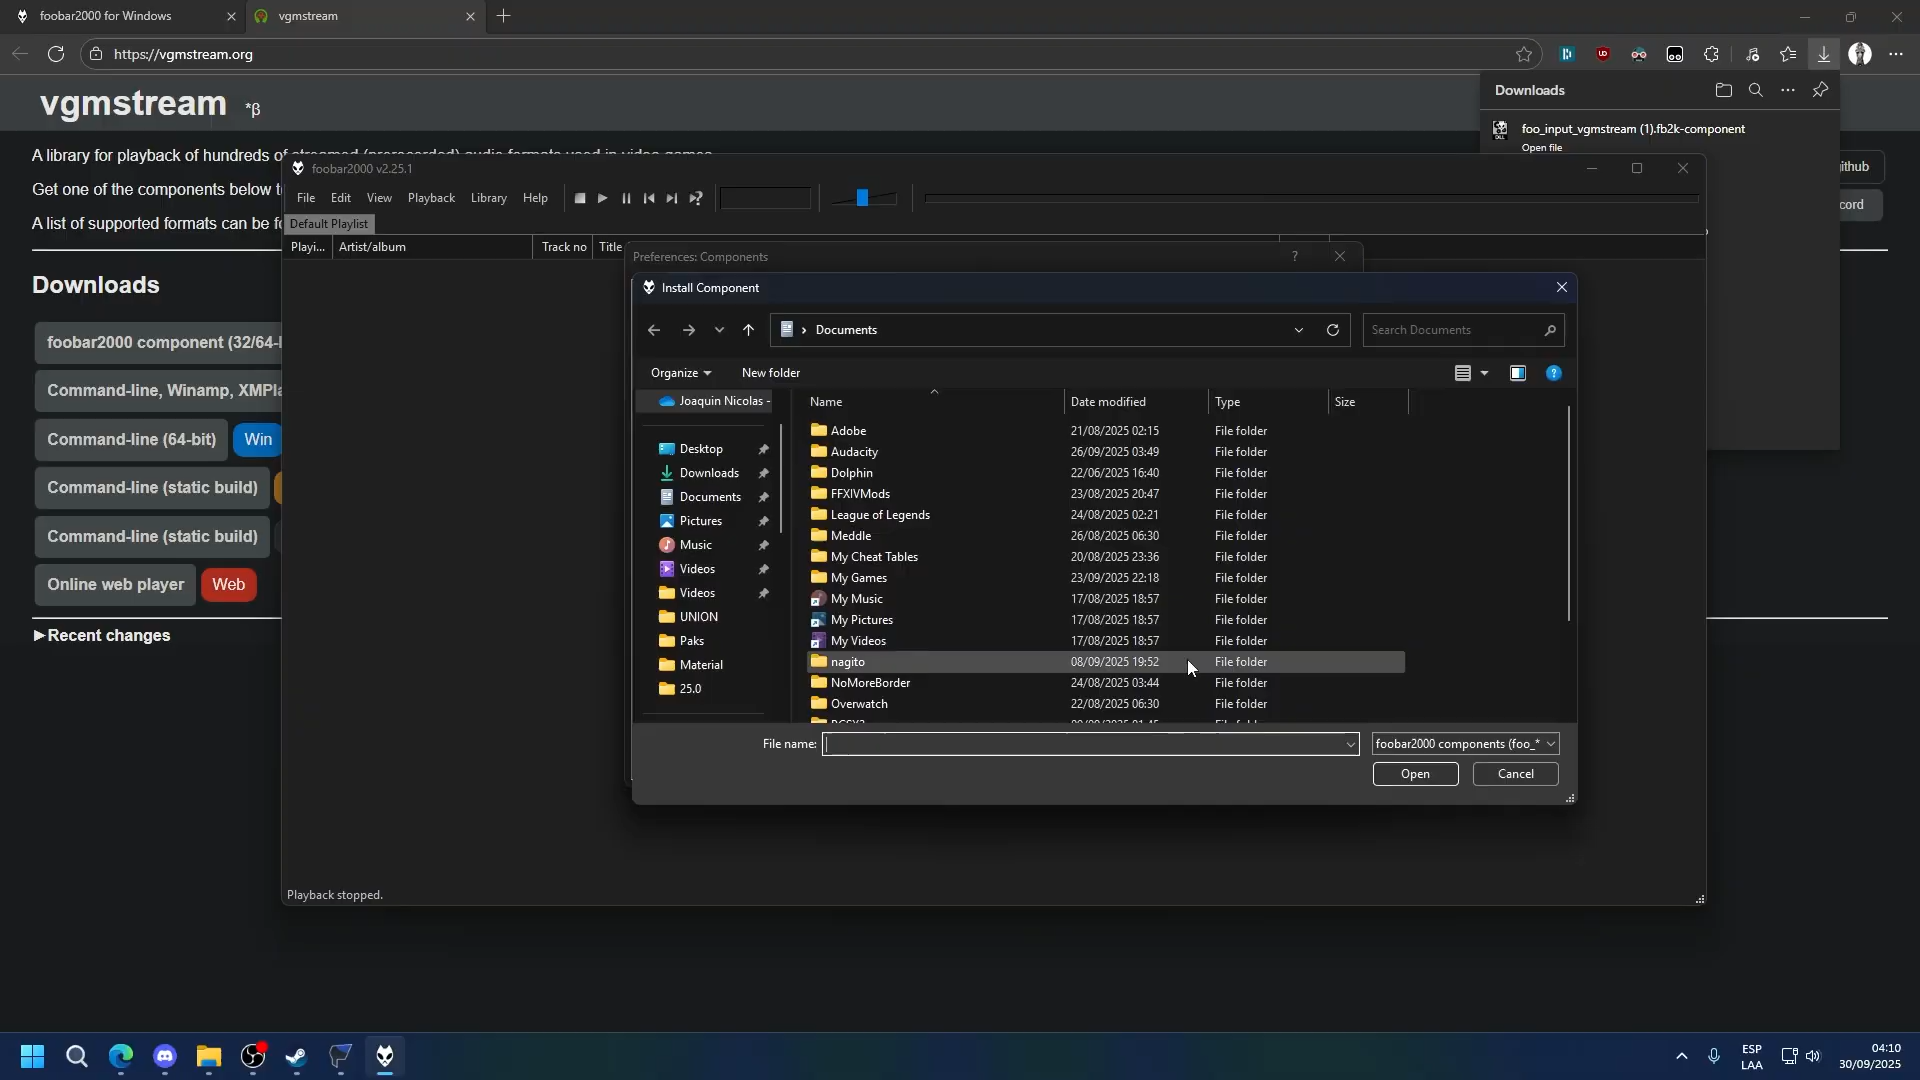 foobar2000 for Windows
vgmstream
https://vgmstream.org
vgmstream *β
A library for playback of hundreds of streamed (prerecorded) audio formats used in video games
Get one of the components below t
A list of supported formats can be f
Downloads
foobar2000 component (32/64-
Command-line, Winamp, XMPla
Command-line (64-bit) Win
Command-line (static build)
Command-line (static build)
Online web player Web
▶Recent changes
Downloads
foo_input_vgmstream (1).fb2k-component
Open file
ithub
cord
foobar2000 v2.25.1
File Edit View Playback Library Help
Default Playlist
Playi... Artist/album Track no Title
Preferences: Components
?
Install Component
› Documents
Search Documents
Organize New folder
?
Joaquin Nicolas -
Desktop
Downloads
Documents
Pictures
Music
Videos
Videos
UNION
Paks
Material
25.0
Name Date modified Type Size
Adobe 21/08/2025 02:15 File folder
Audacity 26/09/2025 03:49 File folder
Dolphin 22/06/2025 16:40 File folder
FFXIVMods 23/08/2025 20:47 File folder
League of Legends 24/08/2025 02:21 File folder
Meddle 26/08/2025 06:30 File folder
My Cheat Tables 20/08/2025 23:36 File folder
My Games 23/09/2025 22:18 File folder
My Music 17/08/2025 18:57 File folder
My Pictures 17/08/2025 18:57 File folder
My Videos 17/08/2025 18:57 File folder
nagito 08/09/2025 19:52 File folder
NoMoreBorder 24/08/2025 03:44 File folder
Overwatch 22/08/2025 06:30 File folder
File name:
foobar2000 components (foo_*
Open Cancel
Playback stopped.
ESP
LAA
04:10
30/09/2025